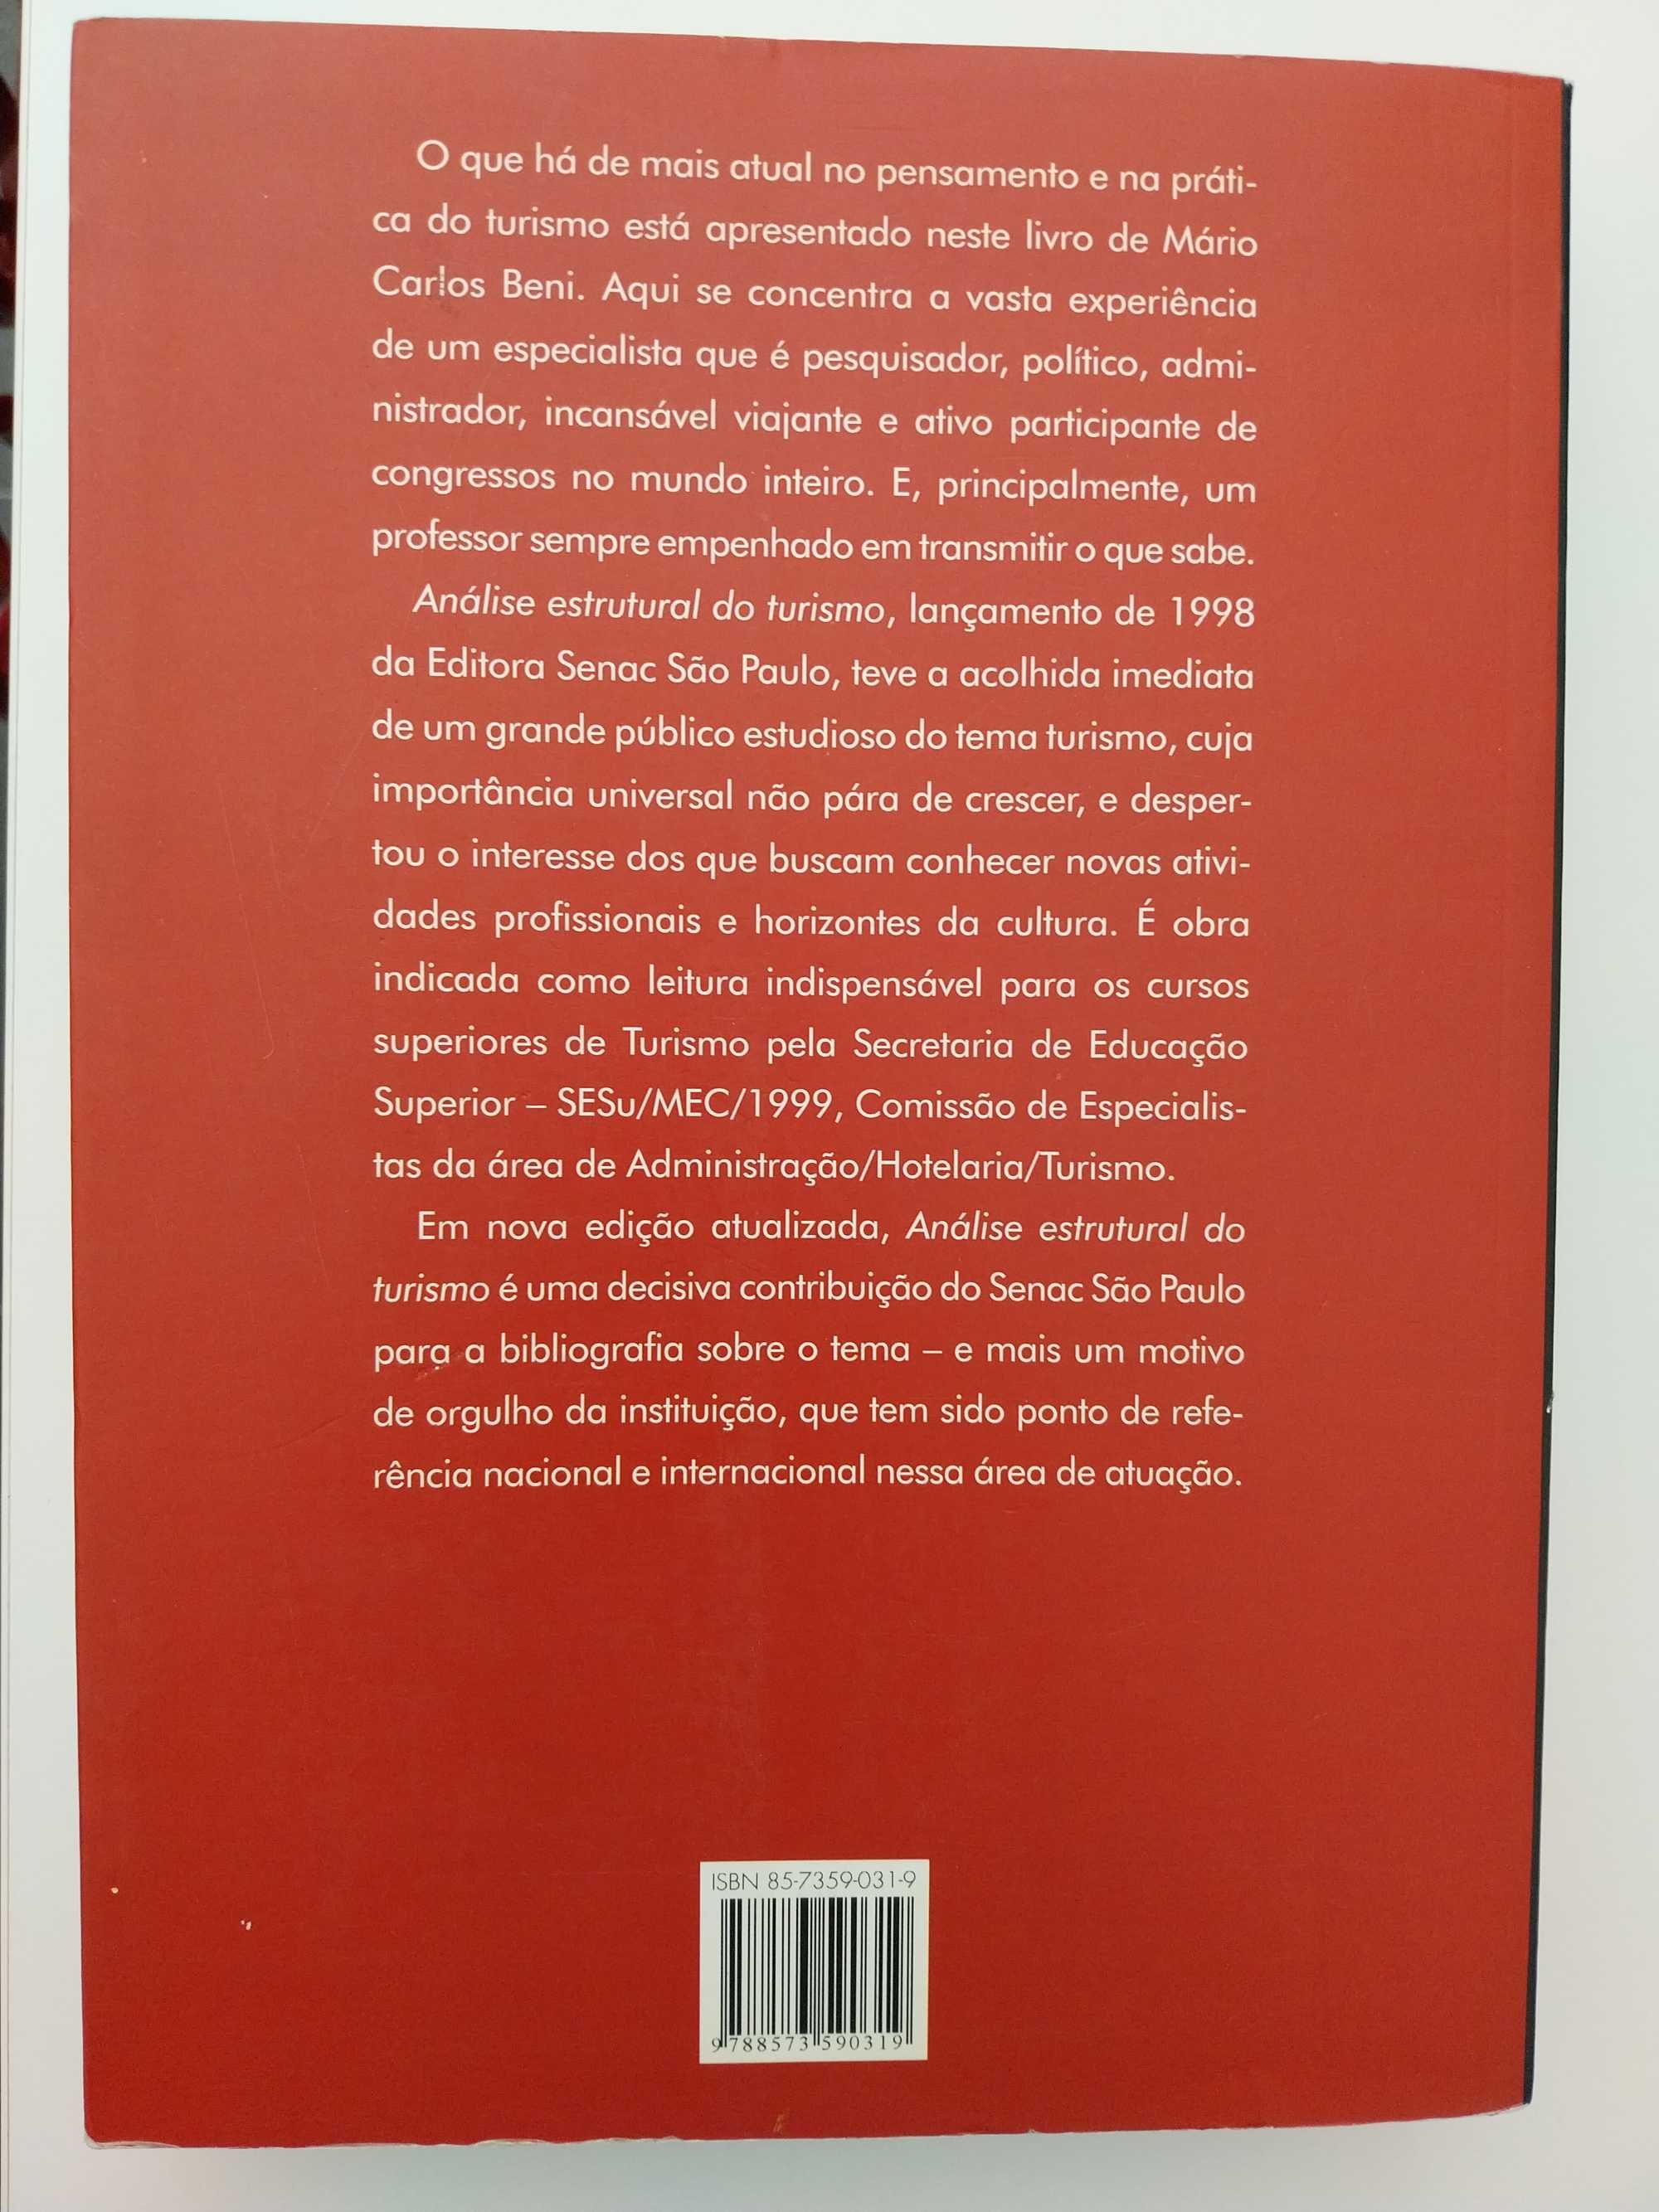 O que há de mais atual no pensamento e na práti-
ca do turismo está apresentado neste livro de Mário
Carlos Beni. Aqui se concentra a vasta experiência
de um especialista que é pesquisador, político, admi-
nistrador, incansável viajante e ativo participante de
congressos no mundo inteiro. E, principalmente, um
professor sempre empenhado em transmitir o que sabe.
Análise estrutural do turismo, lançamento de 1998
da Editora Senac São Paulo, teve a acolhida imediata
de um grande público estudioso do tema turismo, cuja
importância universal não pára de crescer, e desper-
tou o interesse dos que buscam conhecer novas ativi-
dades profissionais e horizontes da cultura. É obra
indicada como leitura indispensável para os cursos
superiores de Turismo pela Secretaria de Educação
Superior – SESu/MEC/1999, Comissão de Especialis-
tas da área de Administração/Hotelaria/Turismo.
Em nova edição atualizada, Análise estrutural do
turismo é uma decisiva contribuição do Senac São Paulo
para a bibliografia sobre o tema – e mais um motivo
de orgulho da instituição, que tem sido ponto de refe-
rência nacional e internacional nessa área de atuação.
ISBN 85-7359-031-9
9 788573 590319